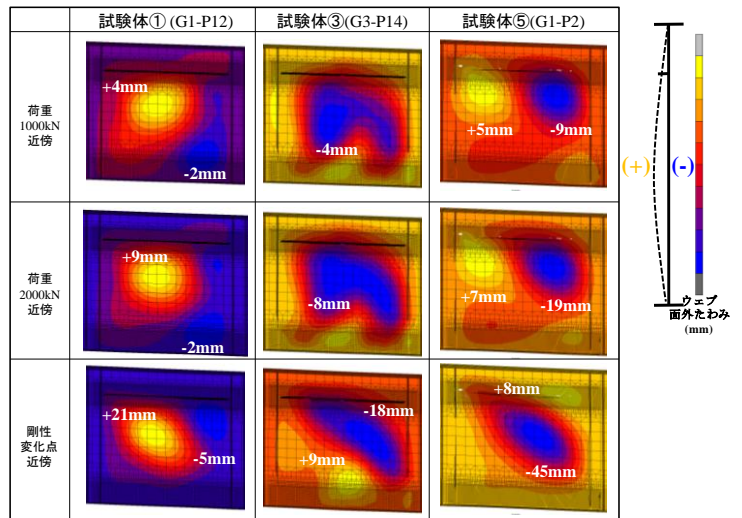 試験体① (G1-P12)
試験体③(G3-P14)
試験体⑤(G1-P2)
荷重
1000kN
近傍
+4mm
-2mm
-4mm
+5mm
-9mm
荷重
2000kN
近傍
+9mm
-2mm
-8mm
+7mm
-19mm
剛性
変化点
近傍
+21mm
-5mm
-18mm
+9mm
+8mm
-45mm
(+)
(-)
ウェブ
面外たわみ
(mm)